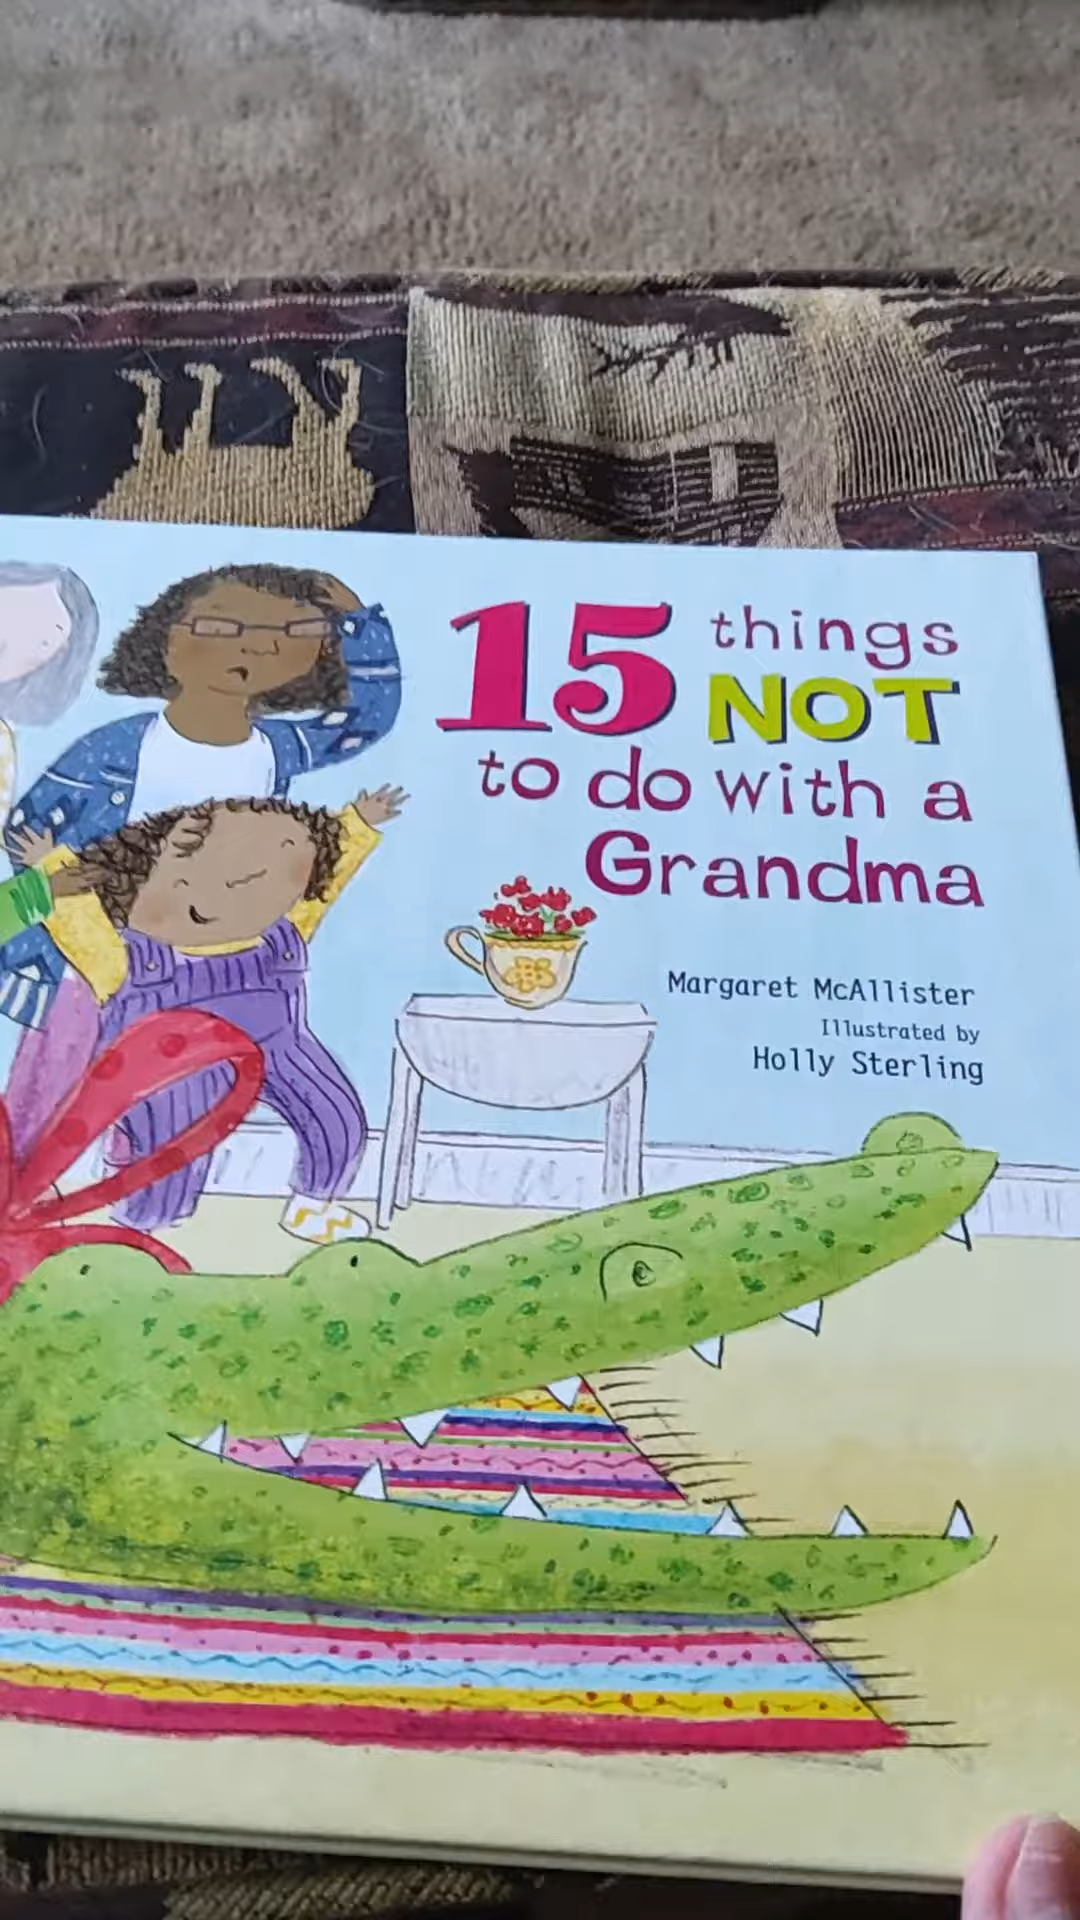 15 things
NOT
to do with a
Grandma
Margaret McAllister
Illustrated by
Holly Sterling